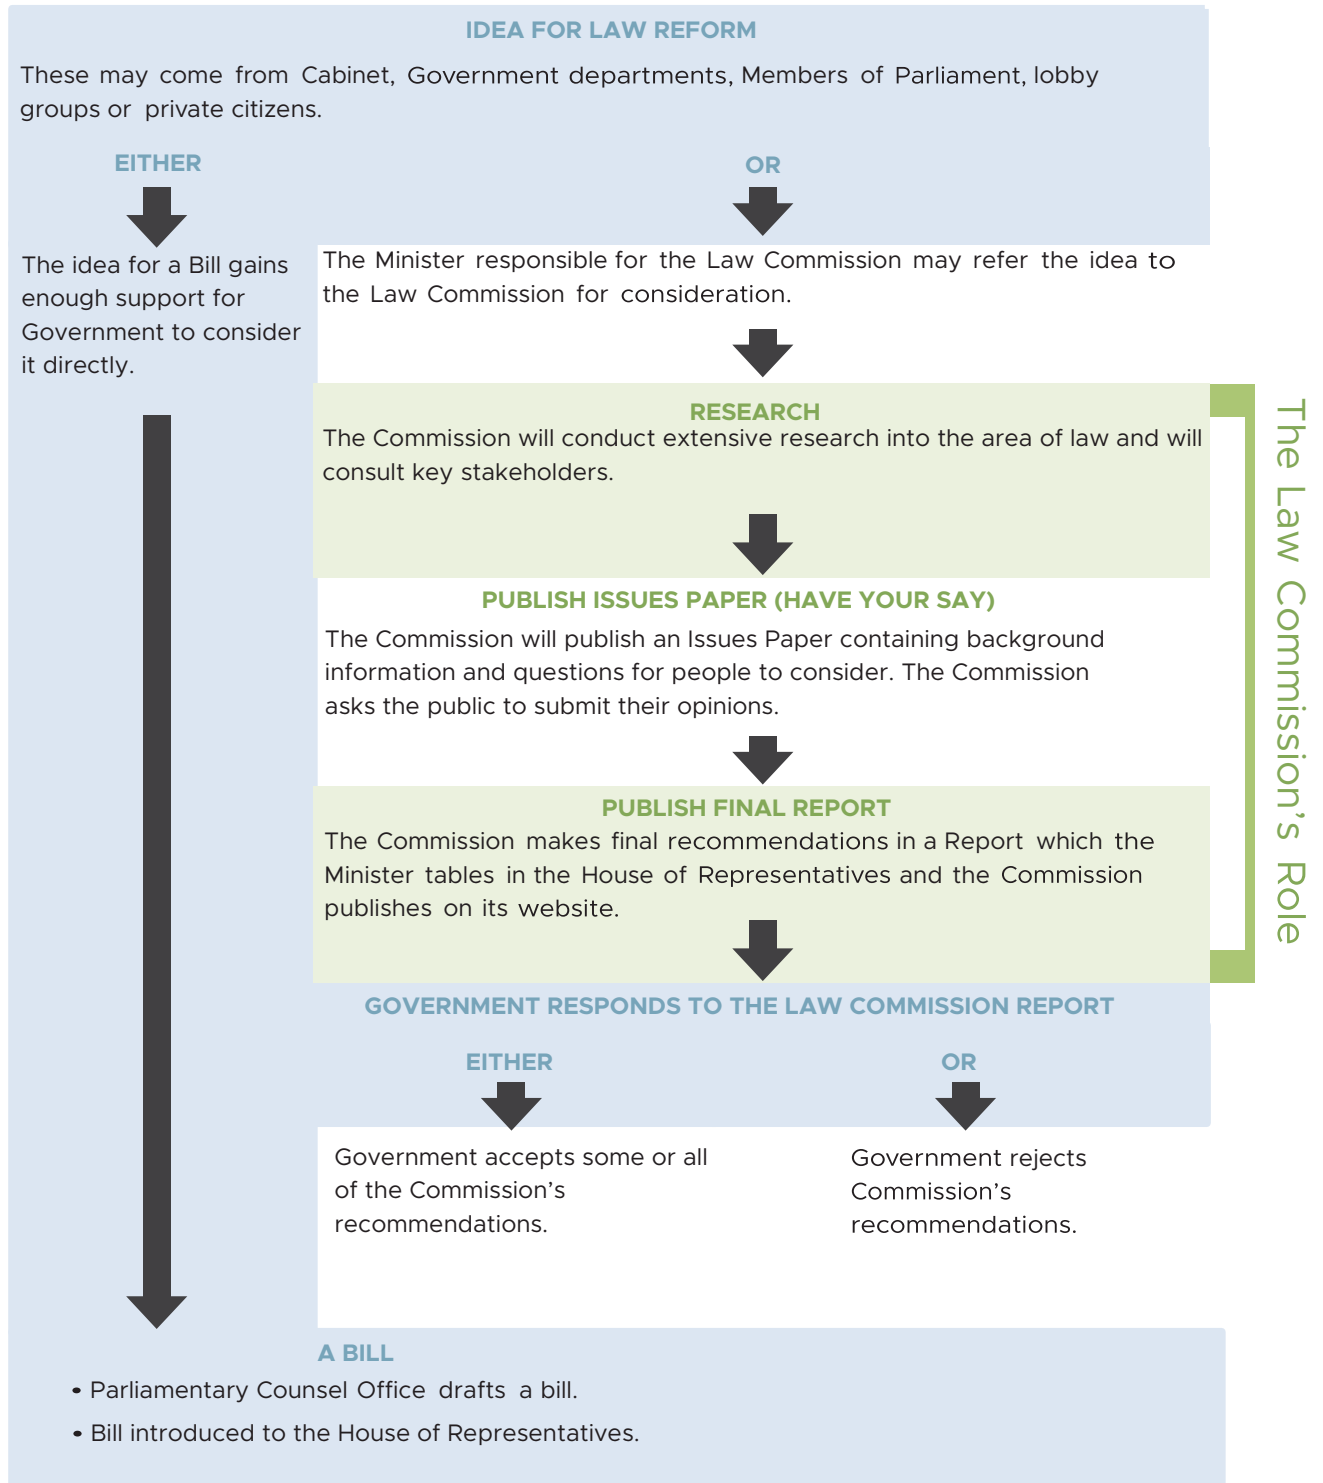 IDEA FOR LAW REFORM
These may come from Cabinet, Government departments, Members of Parliament, lobby
groups or private citizens.
EITHER
The idea for a Bill gains
enough support for
Government to consider
it directly.
OR
The Minister responsible for the Law Commission may refer the idea to
the Law Commission for consideration.
RESEARCH
The Commission will conduct extensive research into the area of law and will
consult key stakeholders.
PUBLISH ISSUES PAPER (HAVE YOUR SAY)
The Commission will publish an Issues Paper containing background
information and questions for people to consider. The Commission
asks the public to submit their opinions.
PUBLISH FINAL REPORT
The Commission makes final recommendations in a Report which the
Minister tables in the House of Representatives and the Commission
publishes on its website.
The Law Commission’s Role
GOVERNMENT RESPONDS TO THE LAW COMMISSION REPORT
EITHER
Government accepts some or all
of the Commission’s
recommendations.
OR
Government rejects
Commission’s
recommendations.
A BILL
• Parliamentary Counsel Office drafts a bill.
• Bill introduced to the House of Representatives.